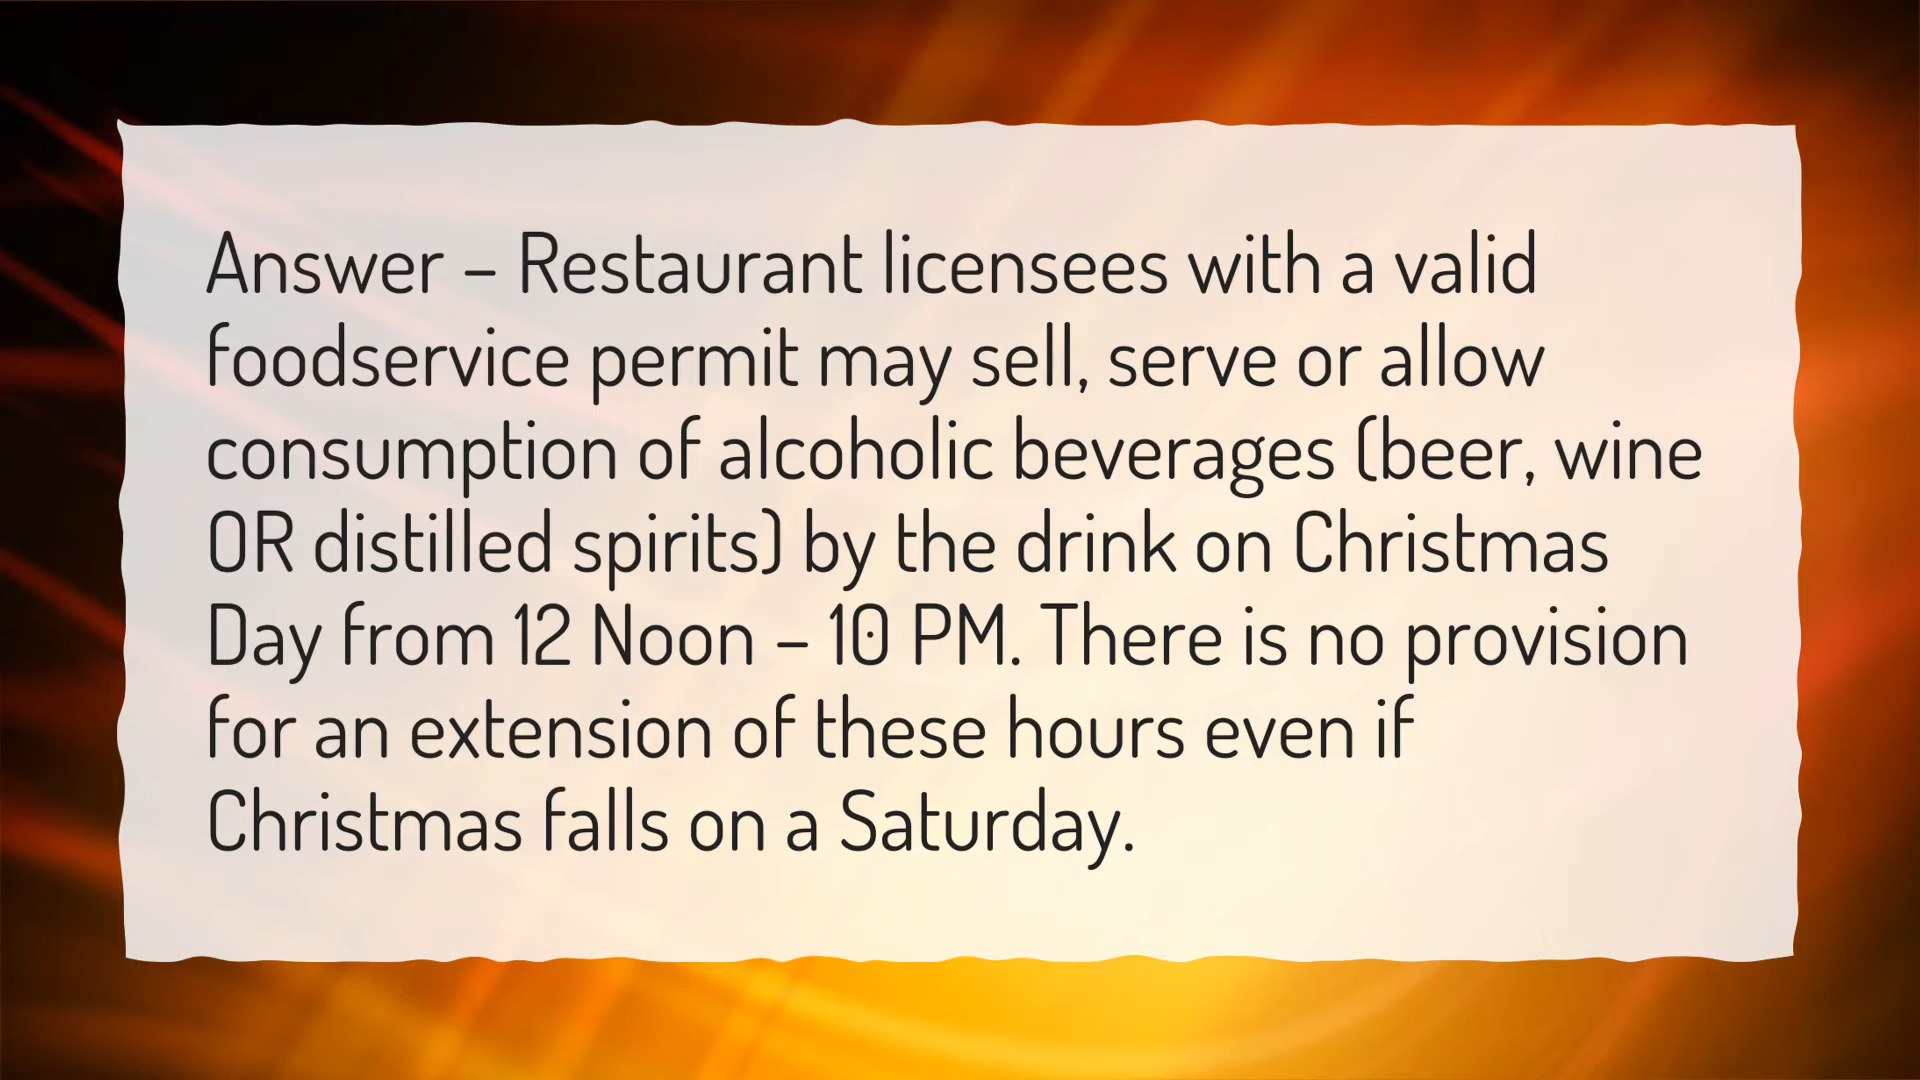 Answer – Restaurant licensees with a valid
foodservice permit may sell, serve or allow
consumption of alcoholic beverages (beer, wine
OR distilled spirits) by the drink on Christmas
Day from 12 Noon – 10 PM. There is no provision
for an extension of these hours even if
Christmas falls on a Saturday.